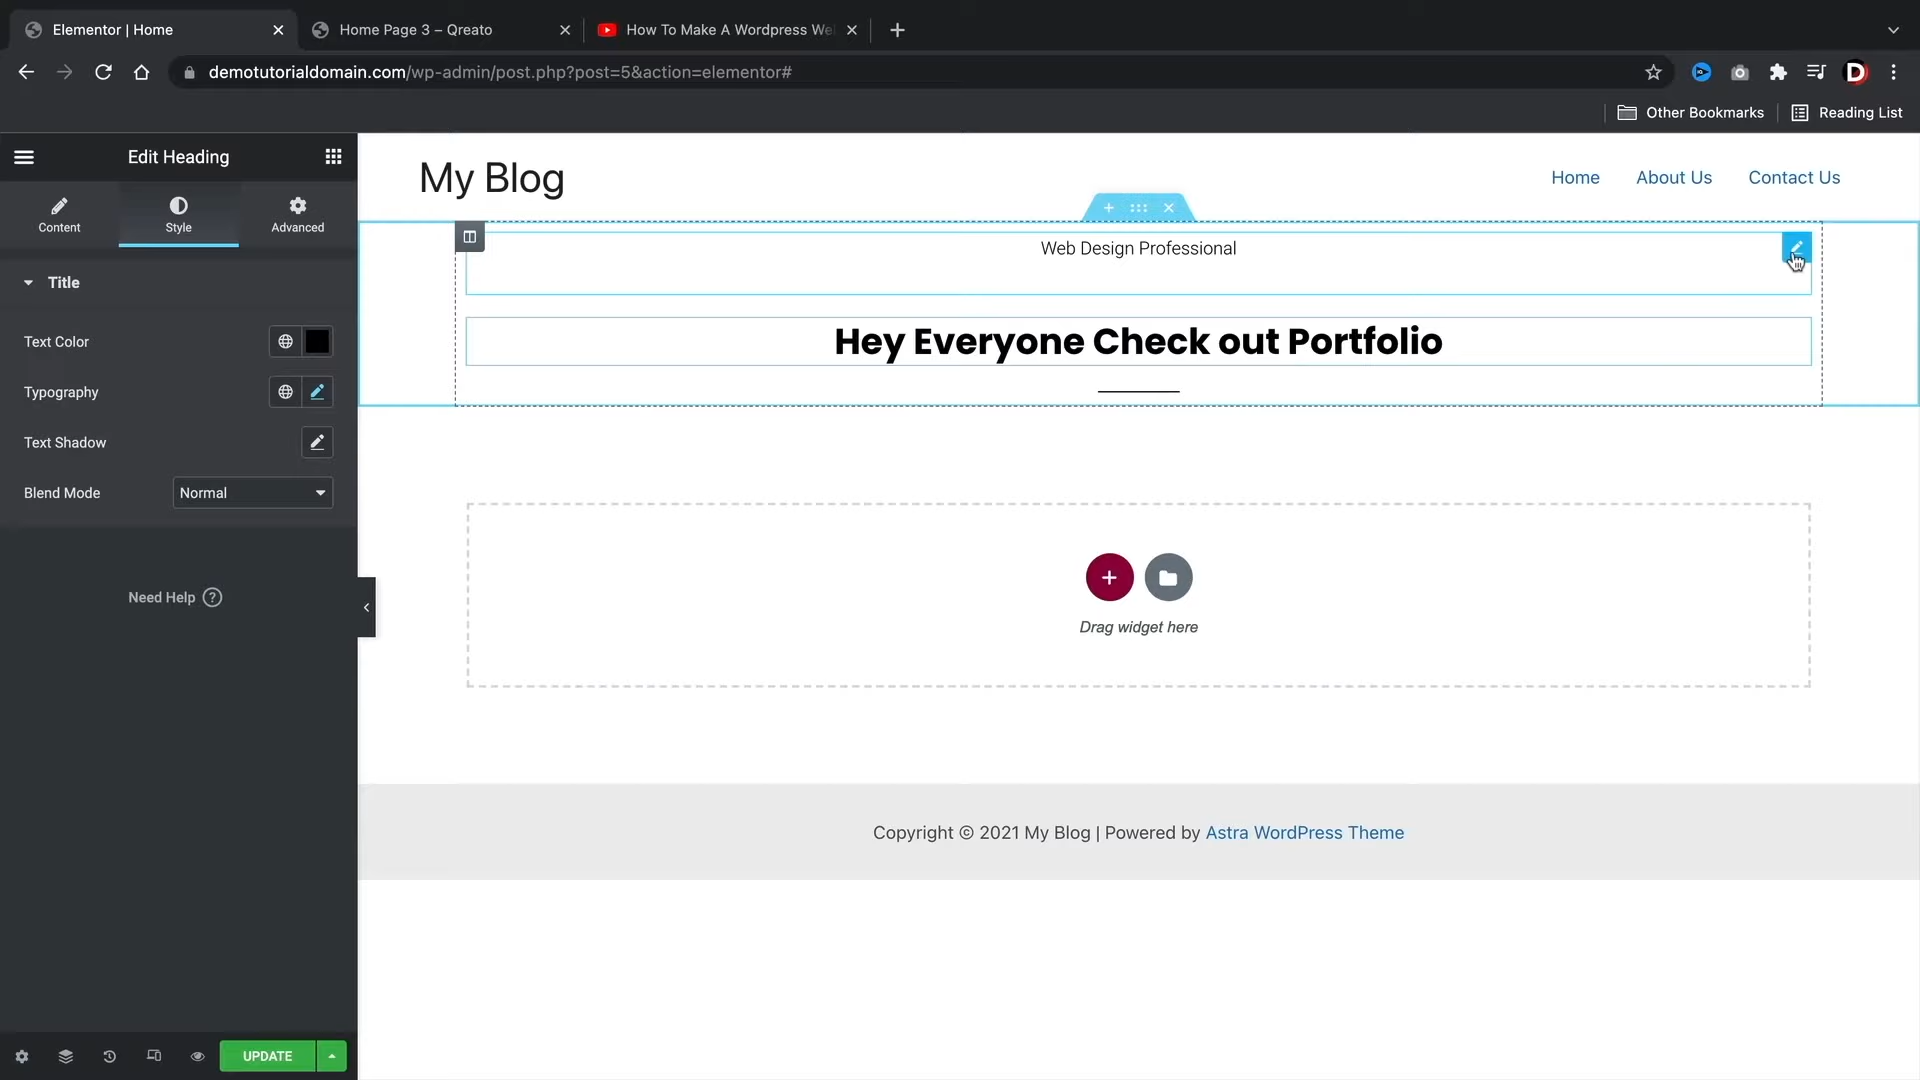 Elementor | Home
Home Page 3 – Qreato
How To Make A Wordpress We
demotutorialdomain.com/wp-admin/post.php?post=5&action=elementor#
D
Other Bookmarks
Reading List
Edit Heading
Content
Style
Advanced
Title
Text Color
Typography
Text Shadow
Blend Mode
Normal
Need Help ?
UPDATE
My Blog
Home
About Us
Contact Us
Web Design Professional
Hey Everyone Check out Portfolio
Drag widget here
Copyright © 2021 My Blog | Powered by Astra WordPress Theme